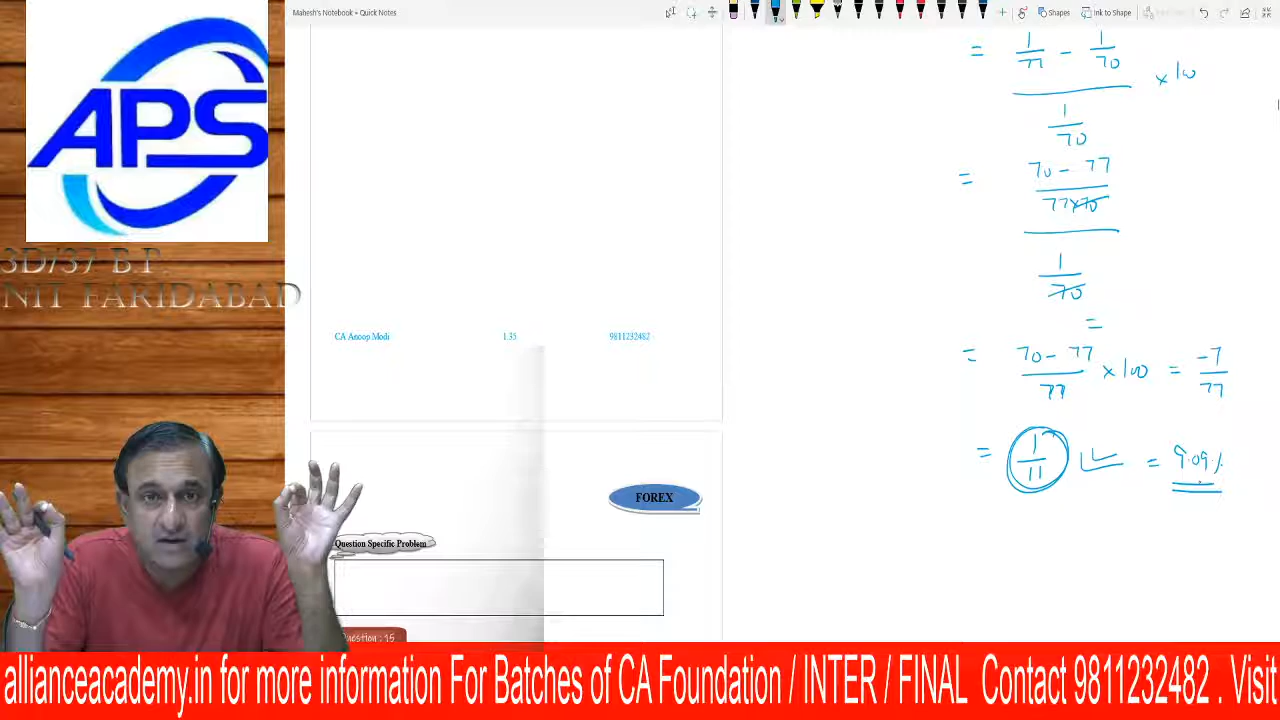 Mahesh's Notebook » Quick Notes
Shapes
Ink to Shape
APS
3D/37 B.P.
NIT FARIDABAD
CA Anoop Modi 1.35 9811232482
FOREX
Question Specific Problem
Question : 15
= 1/77 - 1/70
× 100
1/70
= 70 - 77
77×70
1/70
=
= 70 - 77 / 77 × 100 = -7/77
= 1/11 = 9.09%
allianceacademy.in for more information For Batches of CA Foundation / INTER / FINAL Contact 9811232482 . Visit